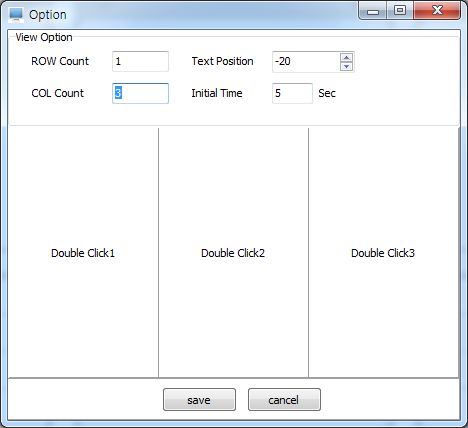 Option
View Option
ROW Count 1 Text Position -20
COL Count 3 Initial Time 5 Sec
Double Click1 Double Click2 Double Click3
save cancel